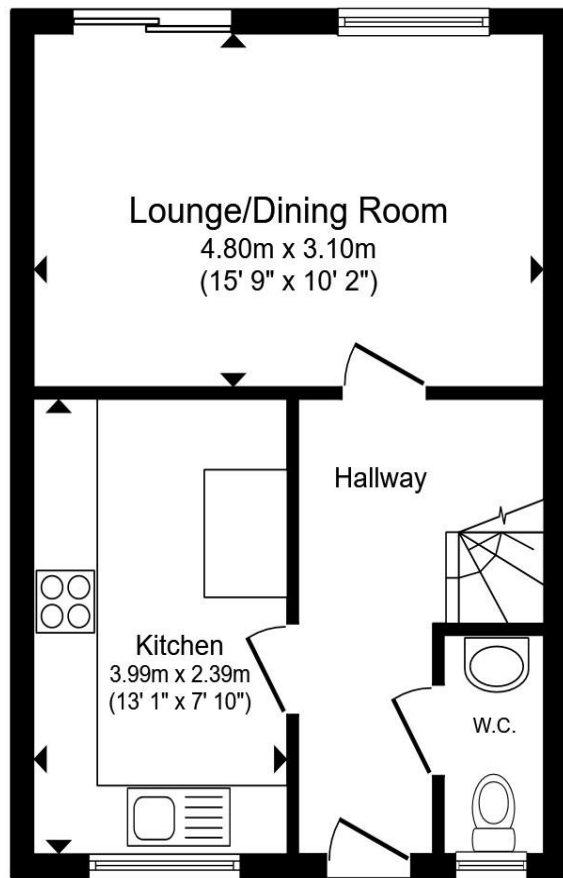 Lounge/Dining Room
4.80m x 3.10m
(15' 9" x 10' 2")
Hallway
Kitchen
3.99m x 2.39m
(13' 1" x 7' 10")
W.C.